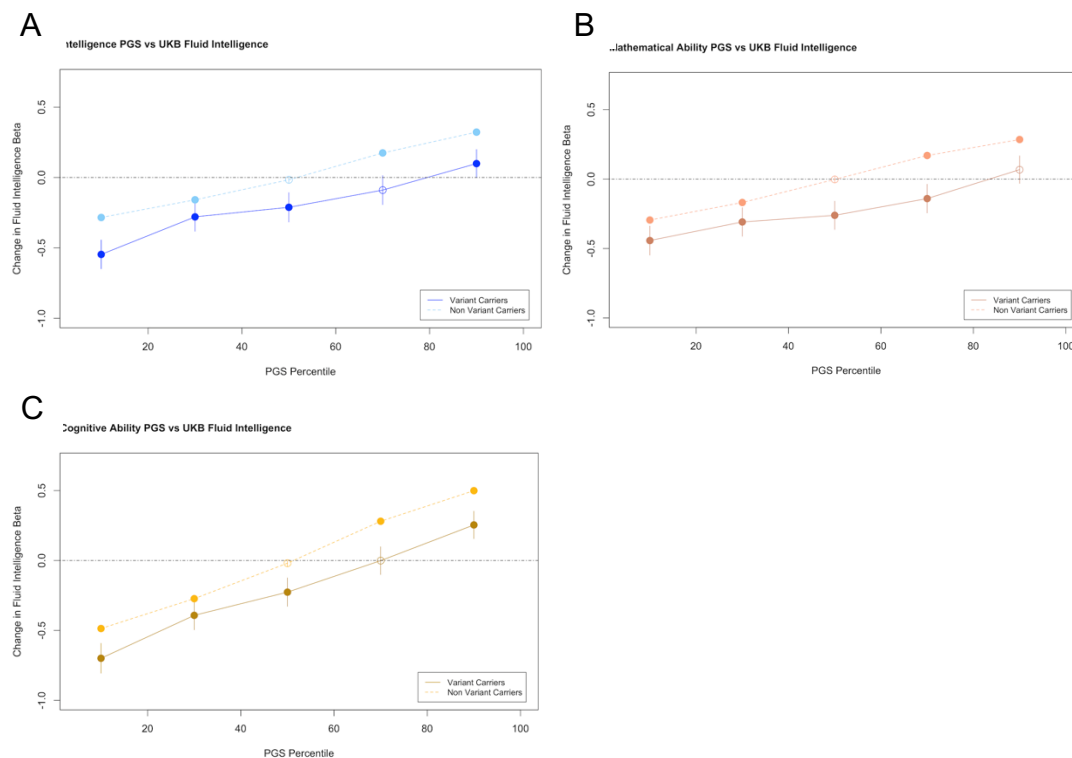 A
ntelligence PGS vs UKB Fluid Intelligence
Change in Fluid Intelligence Beta
0.5
0.0
-0.5
-1.0
Variant Carriers
Non Variant Carriers
20 40 60 80 100
PGS Percentile
B
..lathematical Ability PGS vs UKB Fluid Intelligence
Change in Fluid Intelligence Beta
0.5
0.0
-0.5
-1.0
Variant Carriers
Non Variant Carriers
20 40 60 80 100
PGS Percentile
C
Cognitive Ability PGS vs UKB Fluid Intelligence
Change in Fluid Intelligence Beta
0.5
0.0
-0.5
-1.0
Variant Carriers
Non Variant Carriers
20 40 60 80 100
PGS Percentile